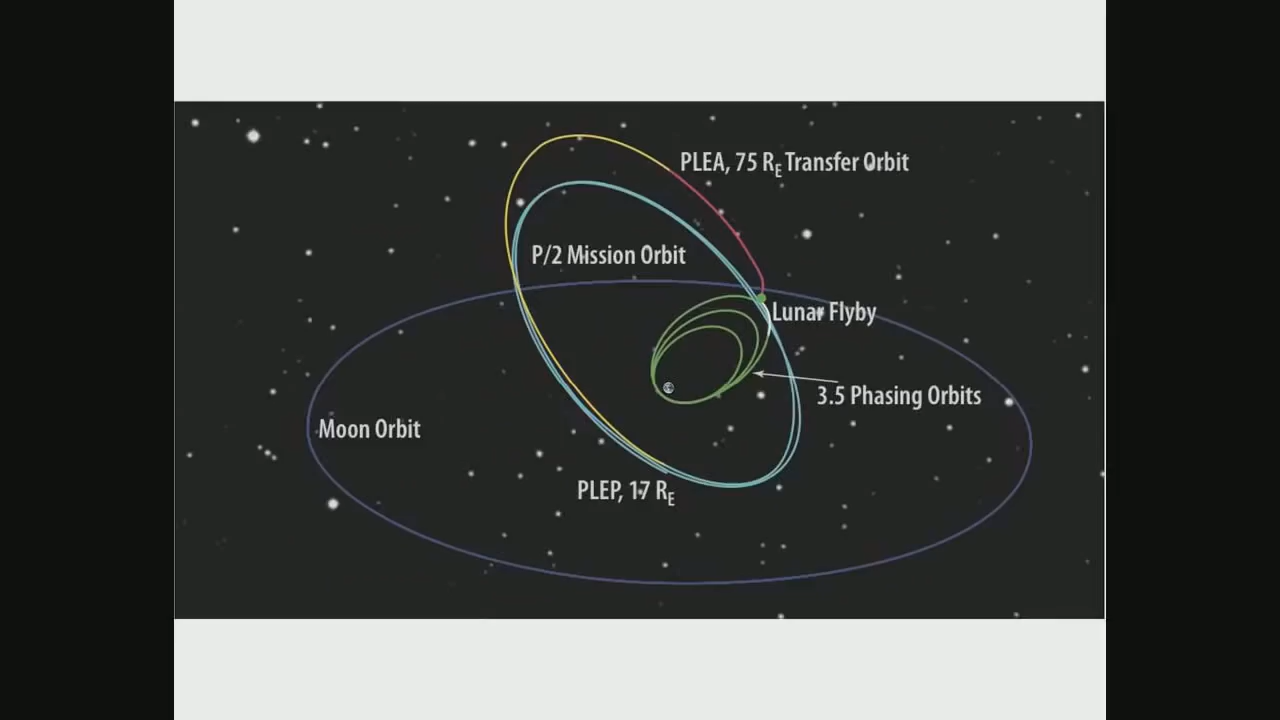 PLEA, 75 RE Transfer Orbit
P/2 Mission Orbit
Lunar Flyby
3.5 Phasing Orbits
Moon Orbit
PLEP, 17 RE